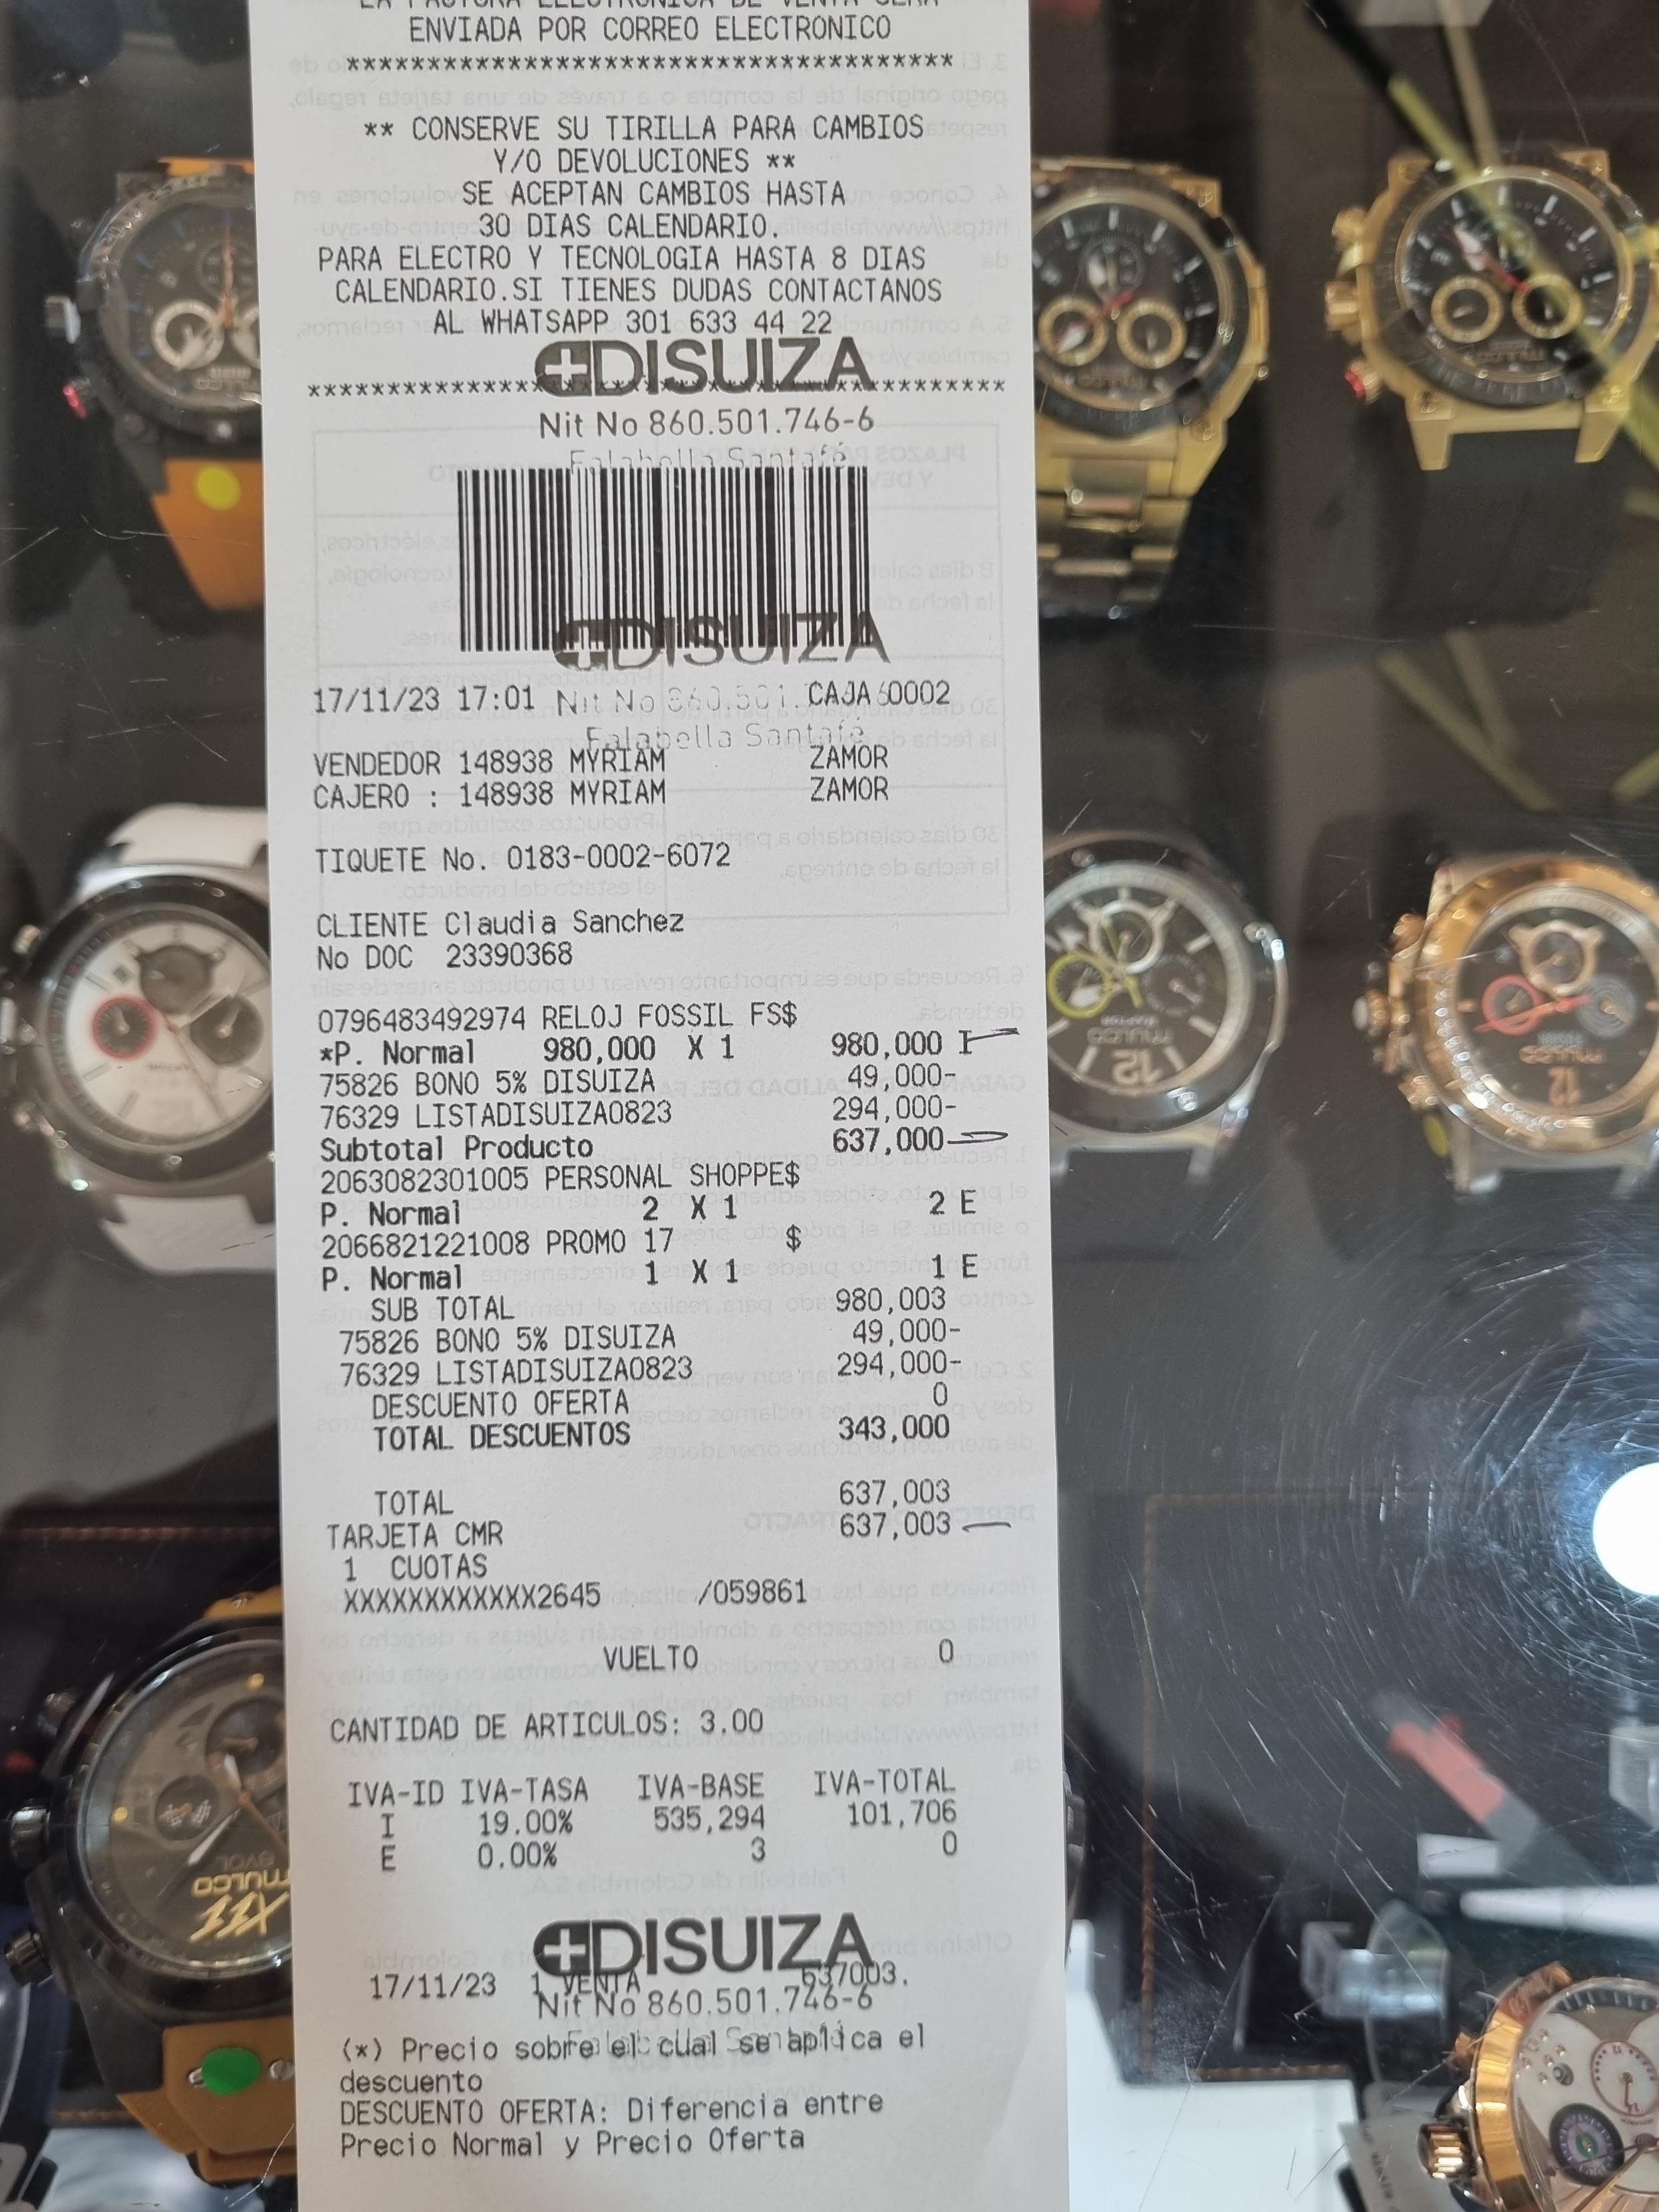 ENVIADA POR CORREO ELECTRONICO
**************************************
** CONSERVE SU TIRILLA PARA CAMBIOS
Y/O DEVOLUCIONES **
SE ACEPTAN CAMBIOS HASTA
30 DIAS CALENDARIO.
PARA ELECTRO Y TECNOLOGIA HASTA 8 DIAS
CALENDARIO.SI TIENES DUDAS CONTACTANOS
AL WHATSAPP 301 633 44 22
DISUIZA
Nit No 860.501.746-6
Falabella Santafé
DISUIZA
17/11/23 17:01 Nit No 860.501. CAJA 0002
Falabella Santafé
VENDEDOR 148938 MYRIAM ZAMOR
CAJERO : 148938 MYRIAM ZAMOR
TIQUETE No. 0183-0002-6072
CLIENTE Claudia Sanchez
No DOC 23390368
0796483492974 RELOJ FOSSIL FS$
*P. Normal 980,000 X 1 980,000 I
75826 BONO 5% DISUIZA 49,000-
76329 LISTADISUIZA0823 294,000-
Subtotal Producto 637,000
2063082301005 PERSONAL SHOPPE$
P. Normal 2 X 1 2 E
2066821221008 PROMO 17 $
P. Normal 1 X 1 1 E
SUB TOTAL 980,003
75826 BONO 5% DISUIZA 49,000-
76329 LISTADISUIZA0823 294,000-
DESCUENTO OFERTA 0
TOTAL DESCUENTOS 343,000
TOTAL 637,003
TARJETA CMR 637,003
1 CUOTAS
XXXXXXXXXXXX2645 /059861
VUELTO 0
CANTIDAD DE ARTICULOS: 3.00
IVA-ID IVA-TASA IVA-BASE IVA-TOTAL
I 19.00% 535,294 101,706
E 0.00% 3 0
DISUIZA
17/11/23 1 VENTA 637003.
Nit No 860.501.746-6
(*) Precio sobre el cual se aplica el
descuento
DESCUENTO OFERTA: Diferencia entre
Precio Normal y Precio Oferta